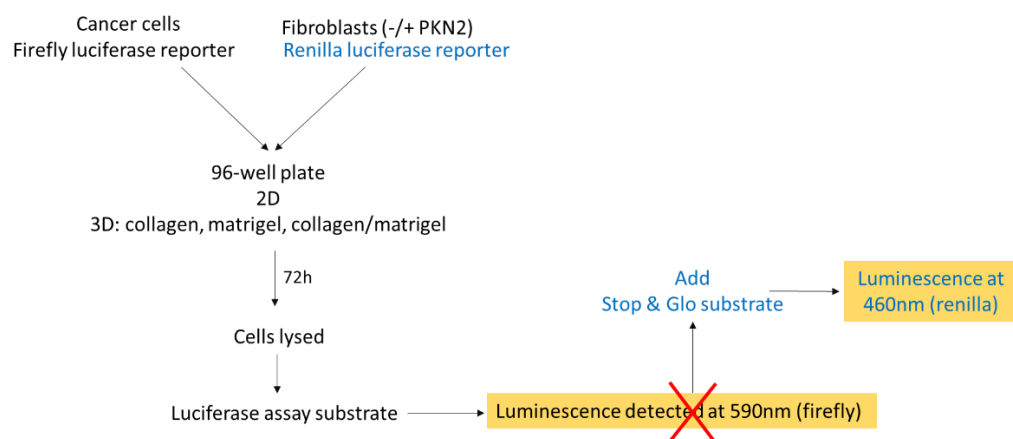 Cancer cells
Firefly luciferase reporter
Fibroblasts (-/+ PKN2)
Renilla luciferase reporter
96-well plate
2D
3D: collagen, matrigel, collagen/matrigel
72h
Cells lysed
Luciferase assay substrate
Luminescence detected at 590nm (firefly)
Add
Stop & Glo substrate
Luminescence at
460nm (renilla)